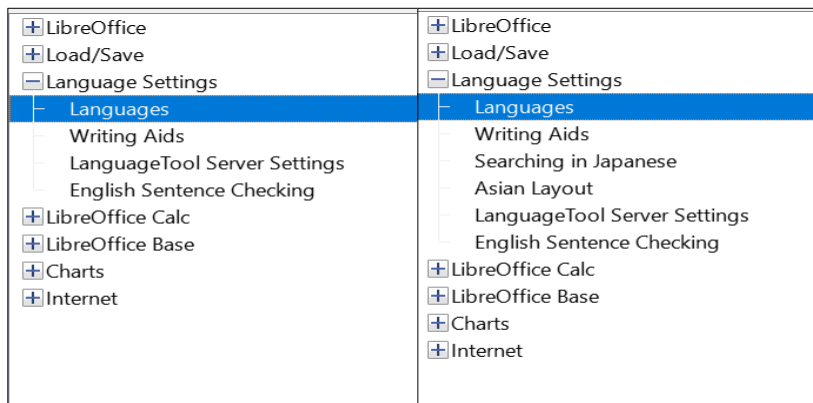 LibreOffice
Load/Save
Language Settings
Languages
Writing Aids
LanguageTool Server Settings
English Sentence Checking
LibreOffice Calc
LibreOffice Base
Charts
Internet
LibreOffice
Load/Save
Language Settings
Languages
Writing Aids
Searching in Japanese
Asian Layout
LanguageTool Server Settings
English Sentence Checking
LibreOffice Calc
LibreOffice Base
Charts
Internet